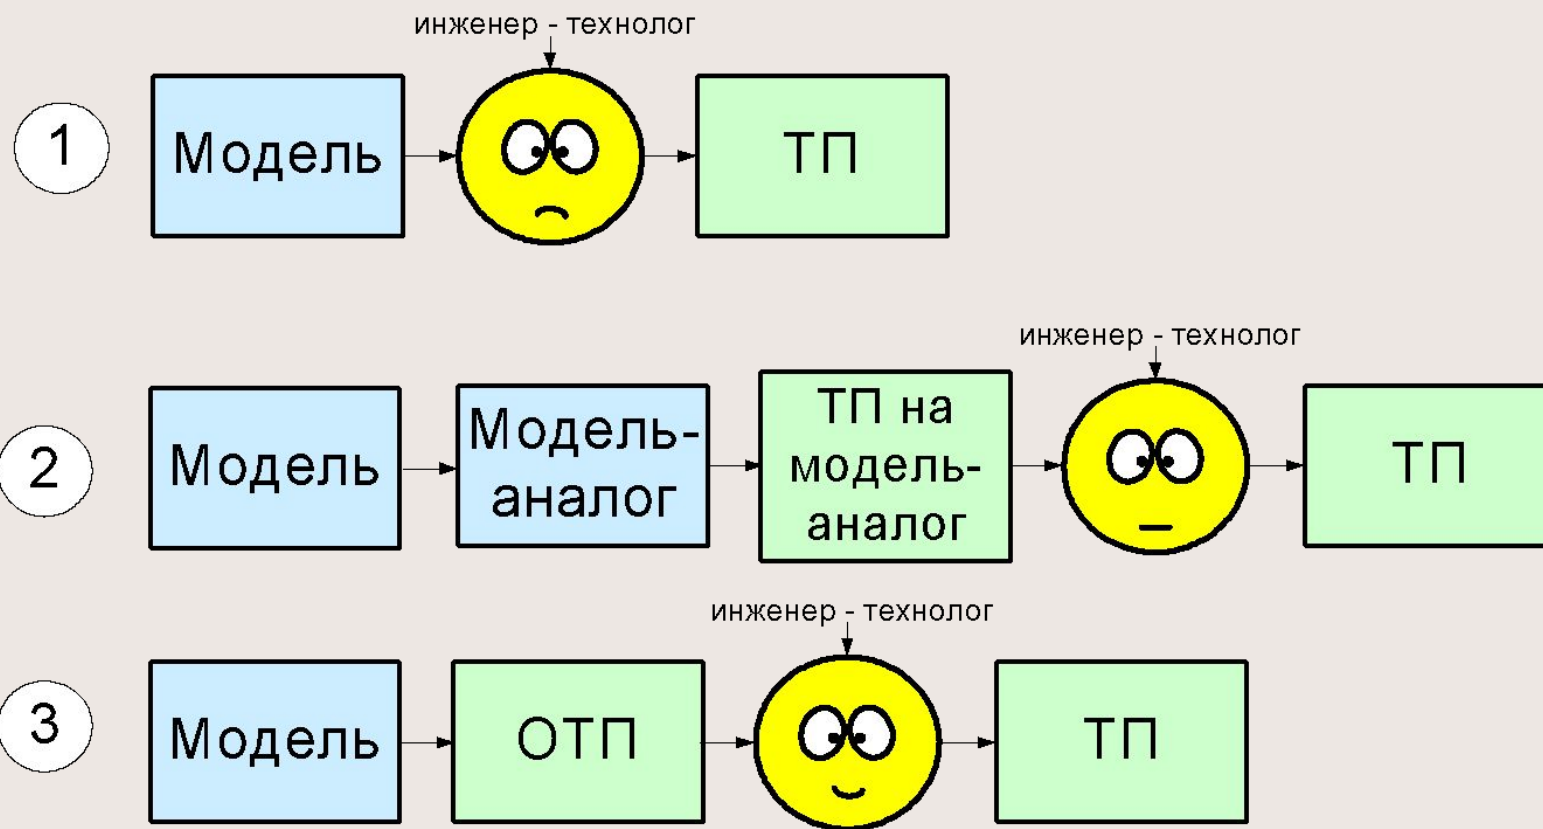 инженер - технолог
1
Модель
ТП
инженер - технолог
2
Модель
Модель-
аналог
ТП на
модель-
аналог
ТП
инженер - технолог
3
Модель
ОТП
ТП